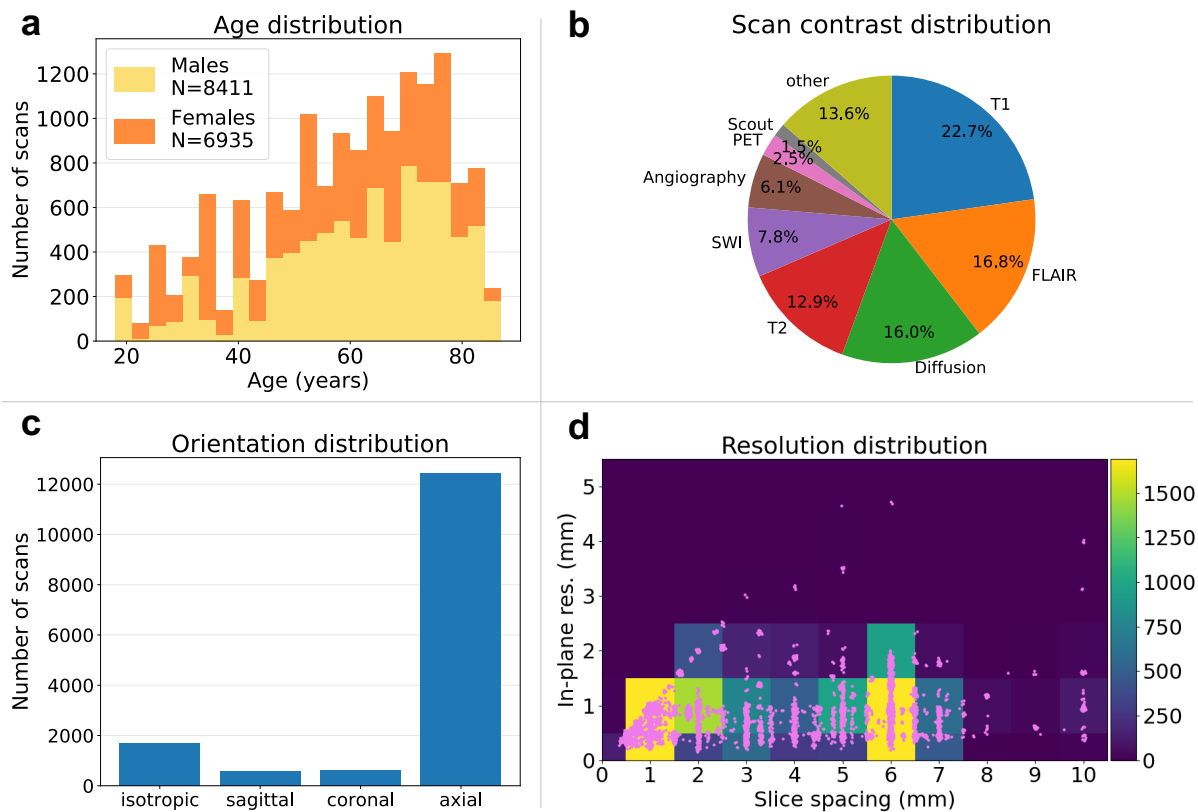 a
Age distribution
Males
N=8411
Females
N=6935
1200
1000
800
600
400
200
0
Number of scans
20
40
60
80
Age (years)
b
Scan contrast distribution
other
13.6%
T1
22.7%
Scout
1.5%
PET
2.5%
Angiography
6.1%
SWI
7.8%
FLAIR
16.8%
T2
12.9%
Diffusion
16.0%
c
Orientation distribution
12000
10000
8000
6000
4000
2000
0
Number of scans
isotropic
sagittal
coronal
axial
d
Resolution distribution
5
4
3
2
1
0
In-plane res. (mm)
0
1
2
3
4
5
6
7
8
9
10
Slice spacing (mm)
1500
1250
1000
750
500
250
0